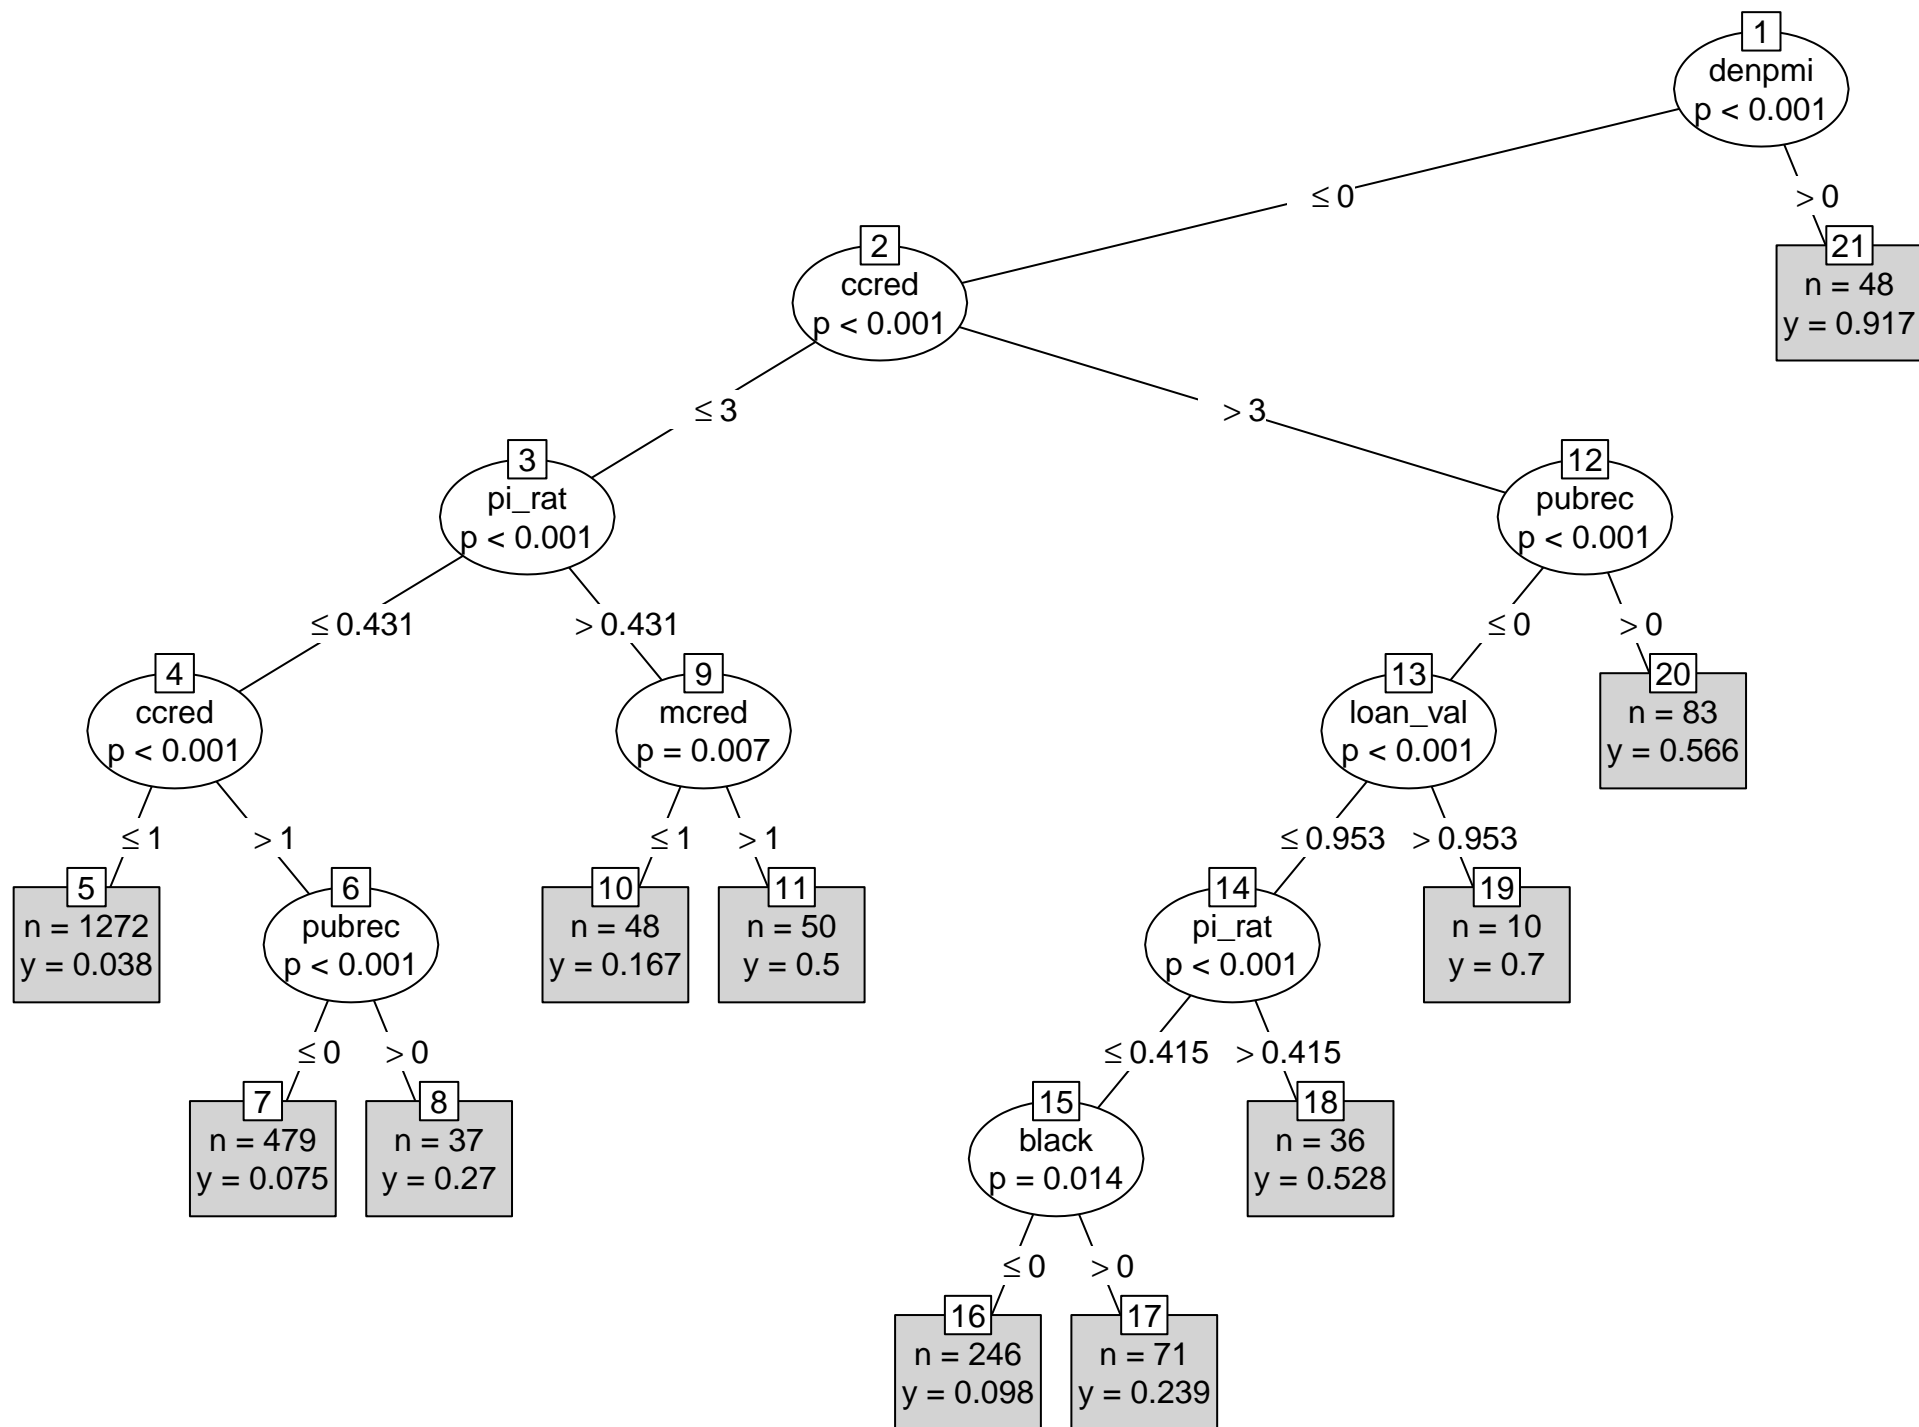 1
denpmi
p < 0.001
≤ 0
> 0
2
ccred
p < 0.001
21
n = 48
y = 0.917
≤ 3
> 3
3
pi_rat
p < 0.001
12
pubrec
p < 0.001
≤ 0.431
> 0.431
≤ 0
> 0
4
ccred
p < 0.001
9
mcred
p = 0.007
13
loan_val
p < 0.001
20
n = 83
y = 0.566
≤ 1
> 1
≤ 1
> 1
≤ 0.953
> 0.953
5
n = 1272
y = 0.038
6
pubrec
p < 0.001
10
n = 48
y = 0.167
11
n = 50
y = 0.5
14
pi_rat
p < 0.001
19
n = 10
y = 0.7
≤ 0
> 0
≤ 0.415
> 0.415
7
n = 479
y = 0.075
8
n = 37
y = 0.27
15
black
p = 0.014
18
n = 36
y = 0.528
≤ 0
> 0
16
n = 246
y = 0.098
17
n = 71
y = 0.239